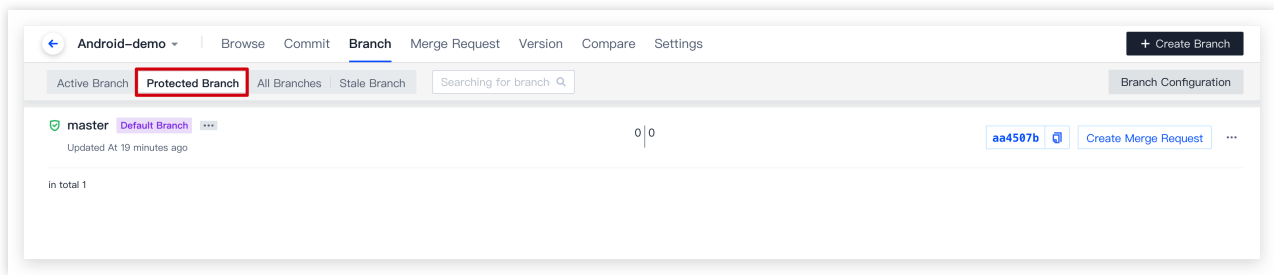 Android-demo Browse Commit Branch Merge Request Version Compare Settings + Create Branch
Active Branch Protected Branch All Branches Stale Branch Searching for branch Branch Configuration
master Default Branch ... 0 0 aa4507b Create Merge Request ...
Updated At 19 minutes ago
in total 1